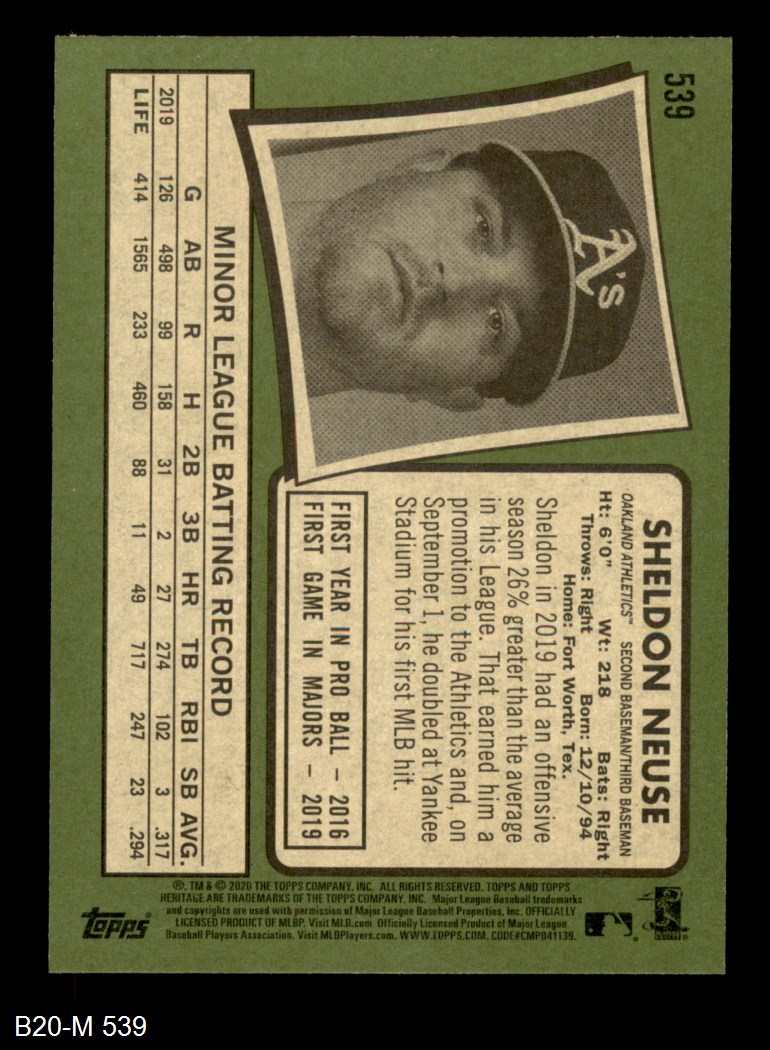 539
A's
SHELDON NEUSE
OAKLAND ATHLETICS™ SECOND BASEMAN/THIRD BASEMAN
Ht: 6'0" Wt: 218 Bats: Right
Throws: Right Born: 12/10/94
Home: Fort Worth, Tex.
Sheldon in 2019 had an offensive
season 26% greater than the average
in his League. That earned him a
promotion to the Athletics and, on
September 1, he doubled at Yankee
Stadium for his first MLB hit.
FIRST YEAR IN PRO BALL – 2016
FIRST GAME IN MAJORS – 2019
MINOR LEAGUE BATTING RECORD
G AB R H 2B 3B HR TB RBI SB AVG.
2019 126 498 99 158 31 2 27 274 102 3 .317
LIFE 414 1565 233 460 88 11 49 717 247 23 .294
®, TM & © 2020 THE TOPPS COMPANY, INC. ALL RIGHTS RESERVED. TOPPS AND TOPPS
HERITAGE ARE TRADEMARKS OF THE TOPPS COMPANY, INC. Major League Baseball trademarks
and copyrights are used with permission of Major League Baseball Properties, Inc. OFFICIALLY
LICENSED PRODUCT OF MLBP. Visit MLB.com Officially Licensed Product of Major League
Baseball Players Association. Visit MLBPlayers.com. WWW.TOPPS.COM. CODE#CMP041139.
topps®
B20-M 539